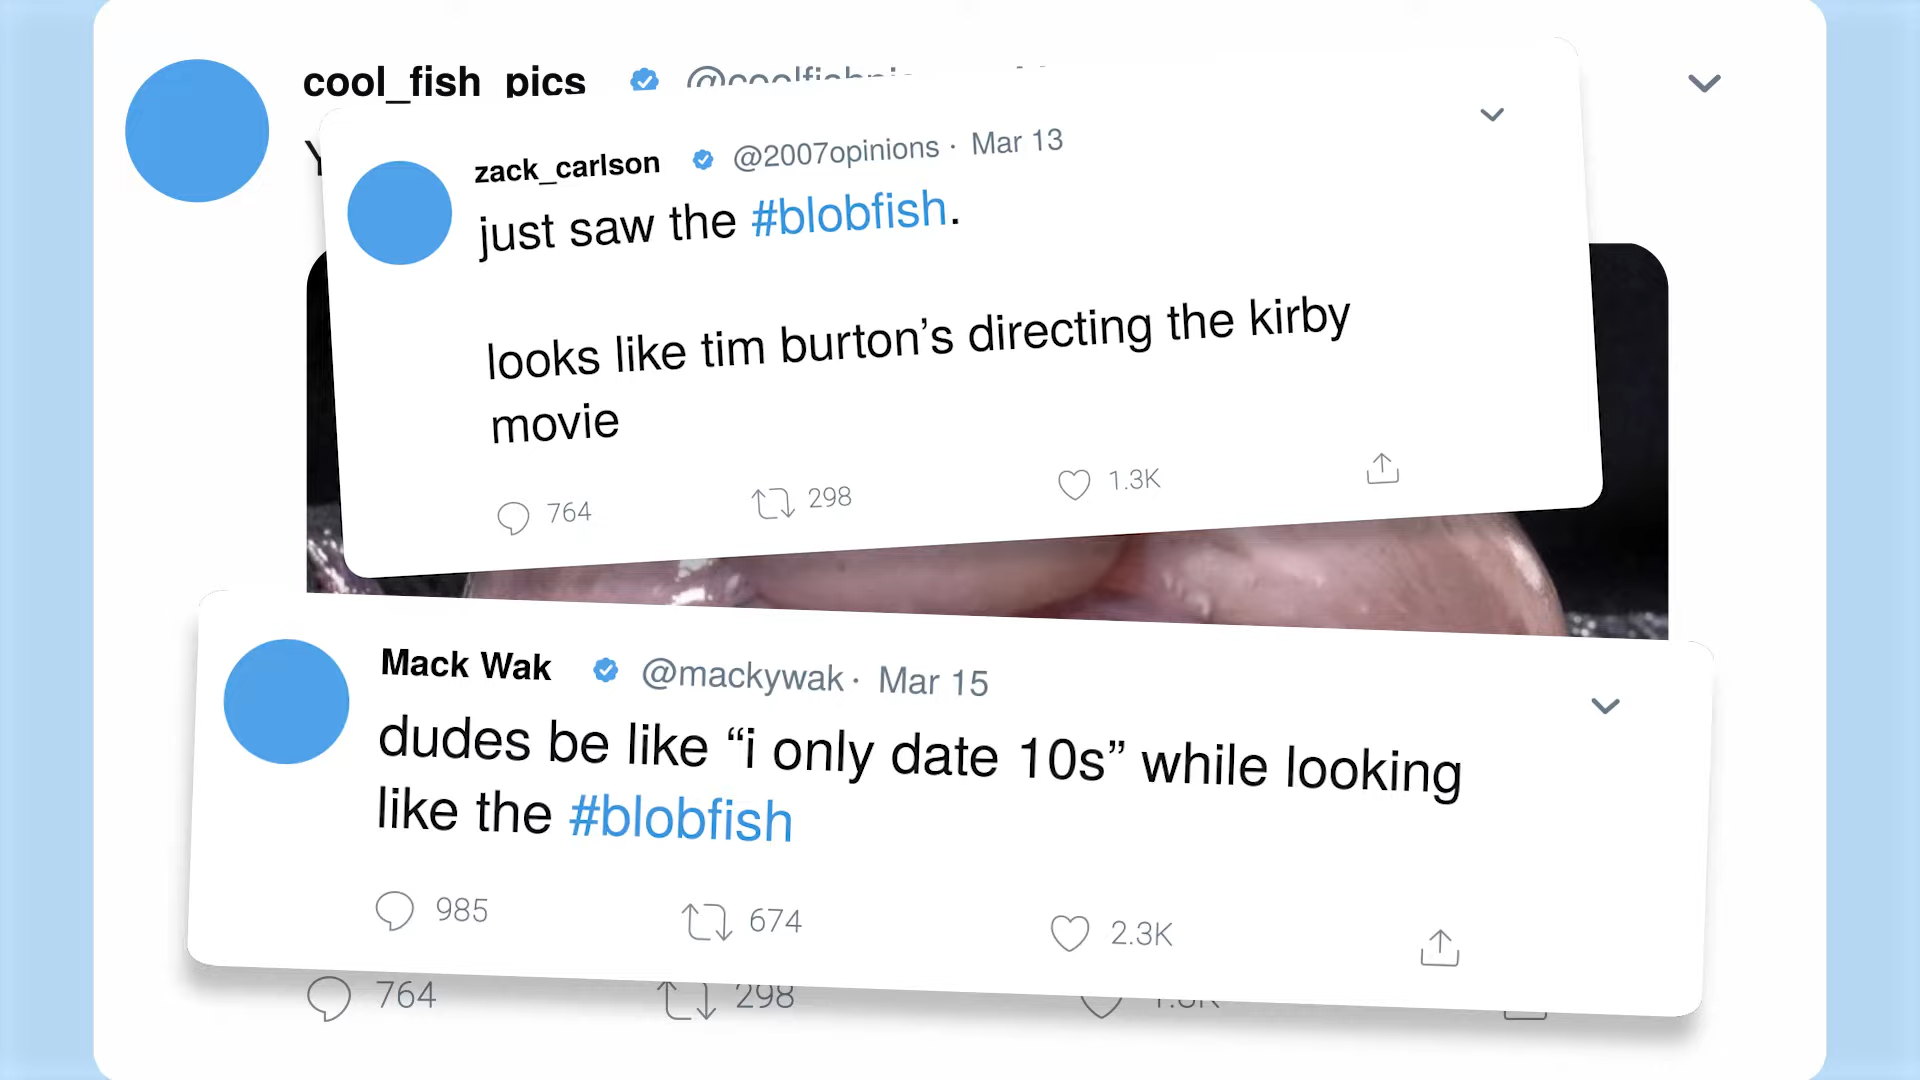 cool_fish_pics
zack_carlson @2007opinions · Mar 13
just saw the #blobfish.
looks like tim burton’s directing the kirby
movie
764 298 1.3K
Mack Wak @mackywak · Mar 15
dudes be like “i only date 10s” while looking
like the #blobfish
985 674 2.3K
764 298